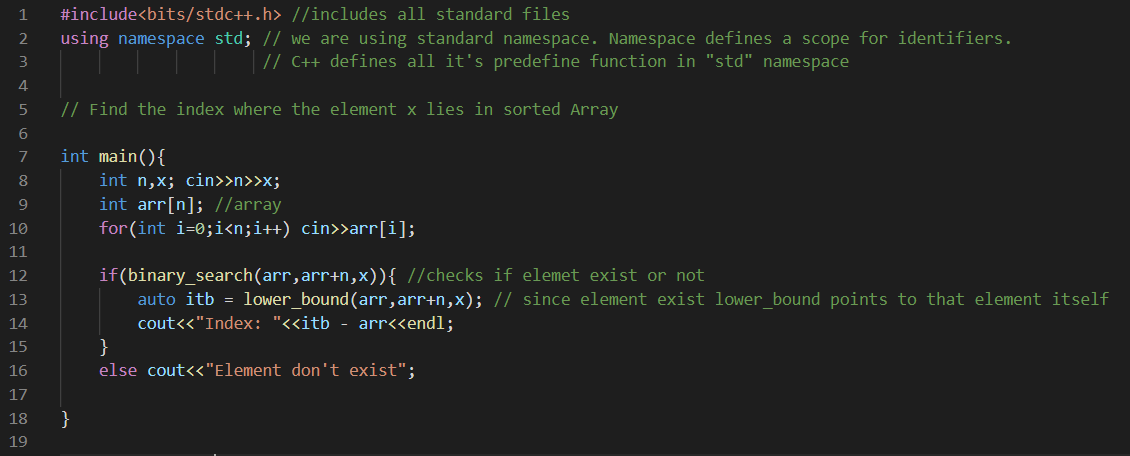 1 #include<bits/stdc++.h> //includes all standard files
2 using namespace std; // we are using standard namespace. Namespace defines a scope for identifiers.
3 // C++ defines all it's predefine function in "std" namespace
4
5 // Find the index where the element x lies in sorted Array
6
7 int main(){
8 int n,x; cin>>n>>x;
9 int arr[n]; //array
10 for(int i=0;i<n;i++) cin>>arr[i];
11
12 if(binary_search(arr,arr+n,x)){ //checks if elemet exist or not
13 auto itb = lower_bound(arr,arr+n,x); // since element exist lower_bound points to that element itself
14 cout<<"Index: "<<itb - arr<<endl;
15 }
16 else cout<<"Element don't exist";
17
18 }
19